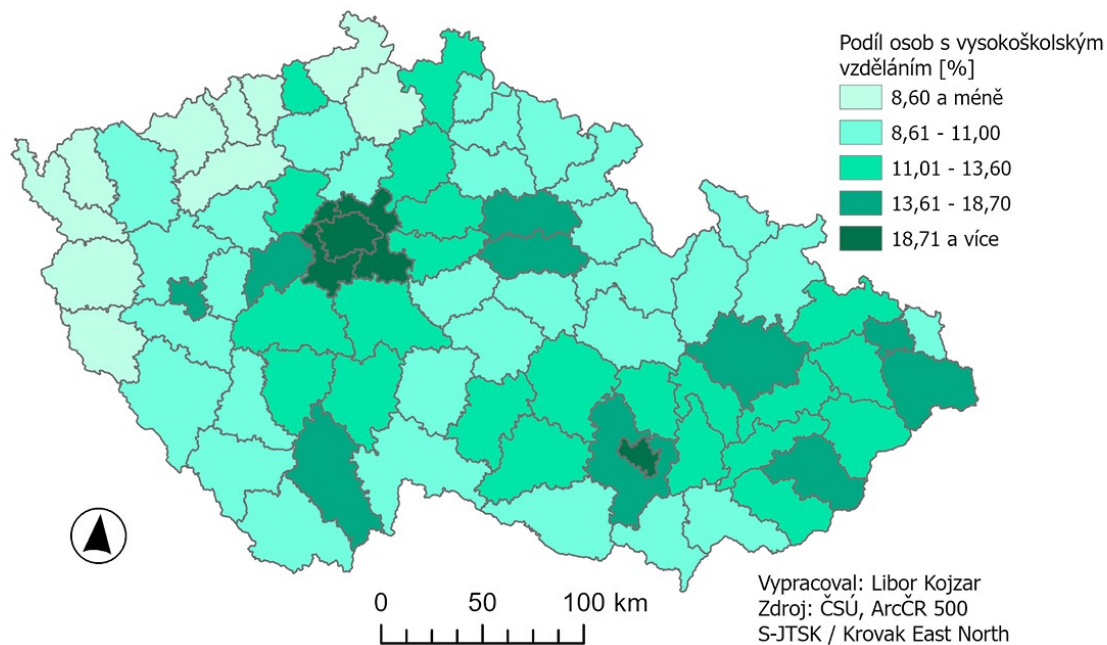 Podíl osob s vysokoškolským
vzděláním [%]
8,60 a méně
8,61 - 11,00
11,01 - 13,60
13,61 - 18,70
18,71 a více
0 50 100 km
Vypracoval: Libor Kojzar
Zdroj: ČSÚ, ArcČR 500
S-JTSK / Krovak East North